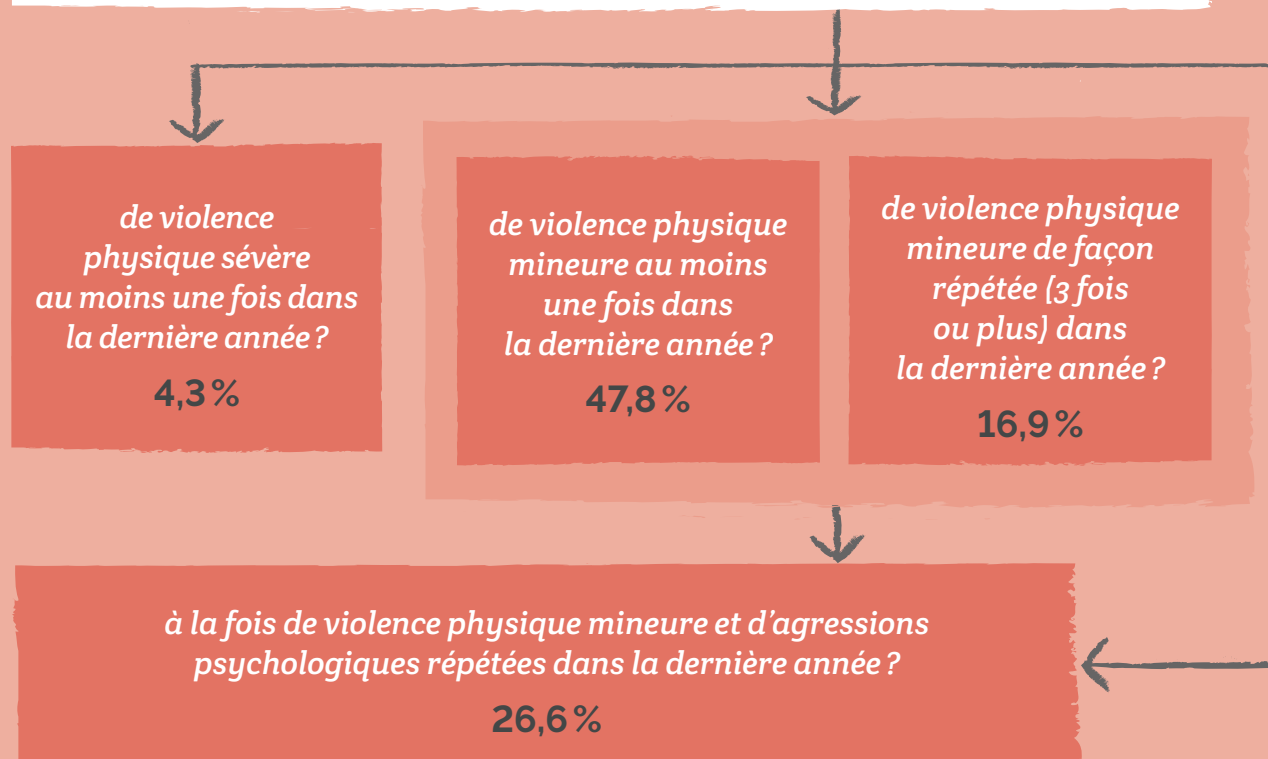 de violence
physique sévère
au moins une fois dans
la dernière année ?
4,3 %
de violence physique
mineure au moins
une fois dans
la dernière année ?
47,8 %
de violence physique
mineure de façon
répétée (3 fois
ou plus) dans
la dernière année ?
16,9 %
à la fois de violence physique mineure et d’agressions
psychologiques répétées dans la dernière année ?
26,6 %